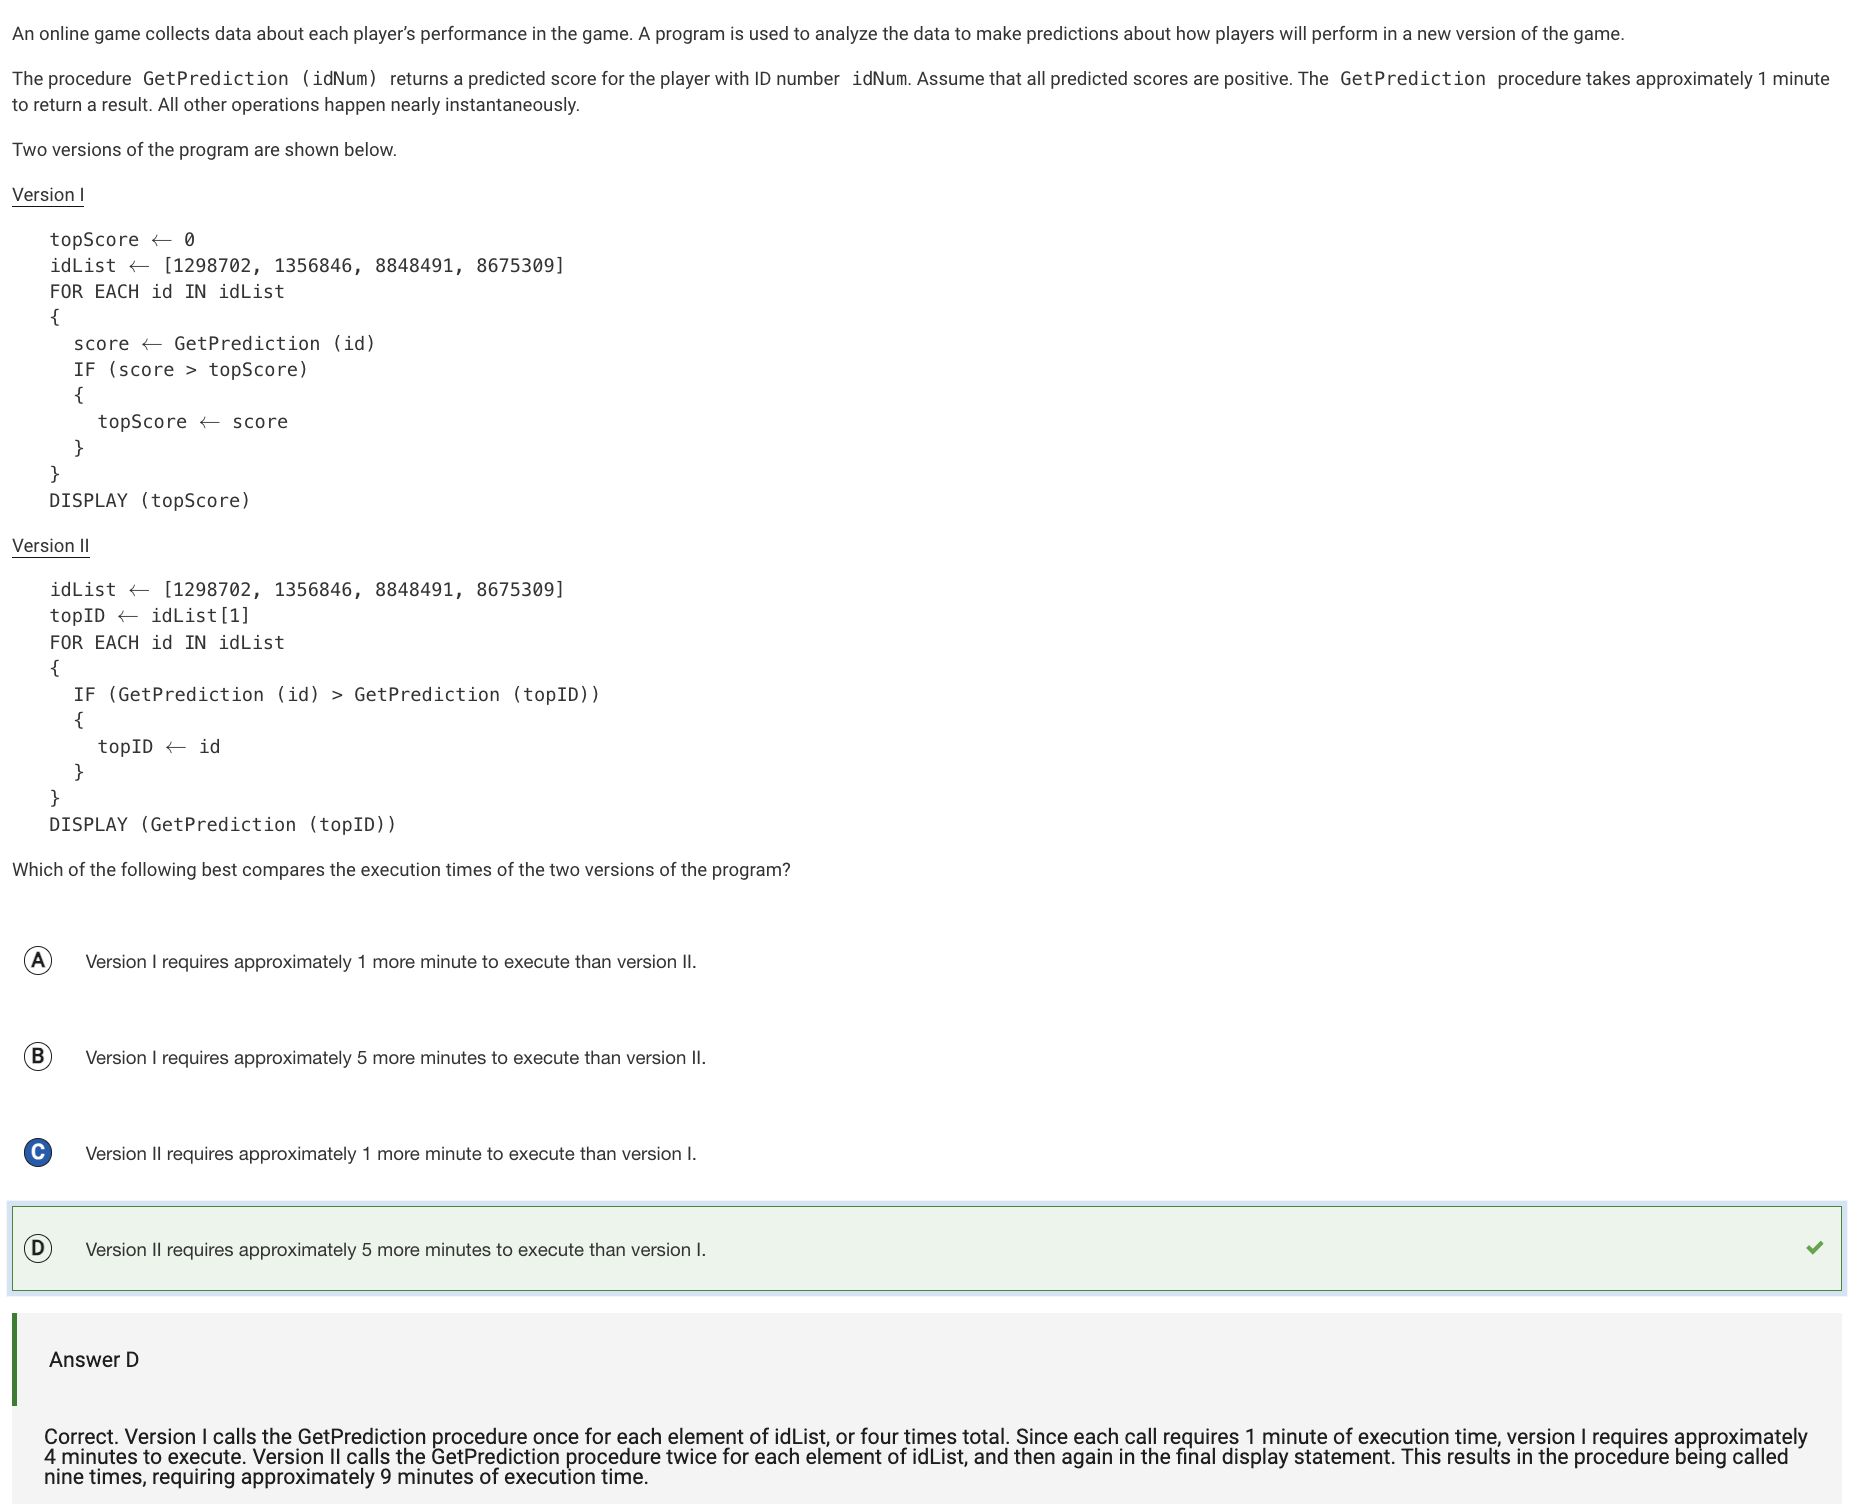 An online game collects data about each player's performance in the game. A program is used to analyze the data to make predictions about how players will perform in a new version of the game.
The procedure GetPrediction (idNum) returns a predicted score for the player with ID number idNum. Assume that all predicted scores are positive. The GetPrediction procedure takes approximately 1 minute
to return a result. All other operations happen nearly instantaneously.
Two versions of the program are shown below.
Version I
topScore ← 0
idList ← [1298702, 1356846, 8848491, 8675309]
FOR EACH id IN idList
{
score ← GetPrediction (id)
IF (score > topScore)
{
topScore ← score
}
}
DISPLAY (topScore)
Version II
idList ← [1298702, 1356846, 8848491, 8675309]
topID ← idList[1]
FOR EACH id IN idList
{
IF (GetPrediction (id) > GetPrediction (topID))
{
topID ← id
}
}
DISPLAY (GetPrediction (topID))
Which of the following best compares the execution times of the two versions of the program?
A Version I requires approximately 1 more minute to execute than version II.
B Version I requires approximately 5 more minutes to execute than version II.
C Version II requires approximately 1 more minute to execute than version I.
D Version II requires approximately 5 more minutes to execute than version I.
Answer D
Correct. Version I calls the GetPrediction procedure once for each element of idList, or four times total. Since each call requires 1 minute of execution time, version I requires approximately
4 minutes to execute. Version II calls the GetPrediction procedure twice for each element of idList, and then again in the final display statement. This results in the procedure being called
nine times, requiring approximately 9 minutes of execution time.